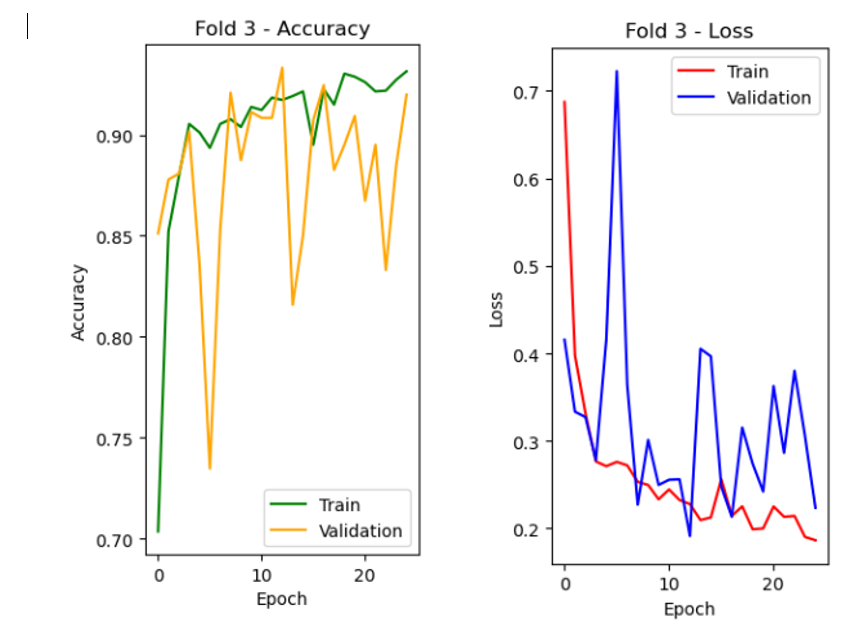 Fold 3 - Accuracy
0.90
0.85
0.80
0.75
0.70
Accuracy
Train
Validation
0
10
20
Epoch
Fold 3 - Loss
Train
Validation
0.7
0.6
0.5
0.4
0.3
0.2
Loss
0
10
20
Epoch